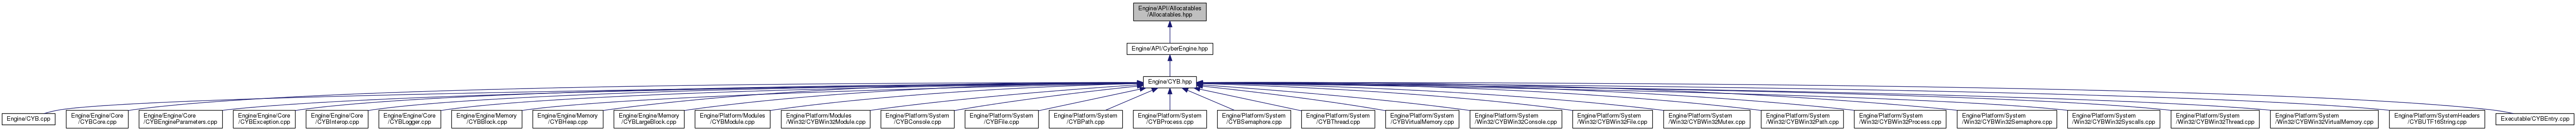 Engine/API/Allocatables
/Allocatables.hpp
Engine/API/CyberEngine.hpp
Engine/CYB.hpp
Engine/CYB.cpp
Engine/Engine/Core
/CYBCore.cpp
Engine/Engine/Core
/CYBEngineParameters.cpp
Engine/Engine/Core
/CYBException.cpp
Engine/Engine/Core
/CYBInterop.cpp
Engine/Engine/Core
/CYBLogger.cpp
Engine/Engine/Memory
/CYBBlock.cpp
Engine/Engine/Memory
/CYBHeap.cpp
Engine/Engine/Memory
/CYBLargeBlock.cpp
Engine/Platform/Modules
/CYBModule.cpp
Engine/Platform/Modules
/Win32/CYBWin32Module.cpp
Engine/Platform/System
/CYBConsole.cpp
Engine/Platform/System
/CYBFile.cpp
Engine/Platform/System
/CYBPath.cpp
Engine/Platform/System
/CYBProcess.cpp
Engine/Platform/System
/CYBSemaphore.cpp
Engine/Platform/System
/CYBThread.cpp
Engine/Platform/System
/CYBVirtualMemory.cpp
Engine/Platform/System
/Win32/CYBWin32Console.cpp
Engine/Platform/System
/Win32/CYBWin32File.cpp
Engine/Platform/System
/Win32/CYBWin32Mutex.cpp
Engine/Platform/System
/Win32/CYBWin32Path.cpp
Engine/Platform/System
/Win32/CYBWin32Process.cpp
Engine/Platform/System
/Win32/CYBWin32Semaphore.cpp
Engine/Platform/System
/Win32/CYBWin32Syscalls.cpp
Engine/Platform/System
/Win32/CYBWin32Thread.cpp
Engine/Platform/System
/Win32/CYBWin32VirtualMemory.cpp
Engine/Platform/SystemHeaders
/CYBUTF16String.cpp
Executable/CYBEntry.cpp